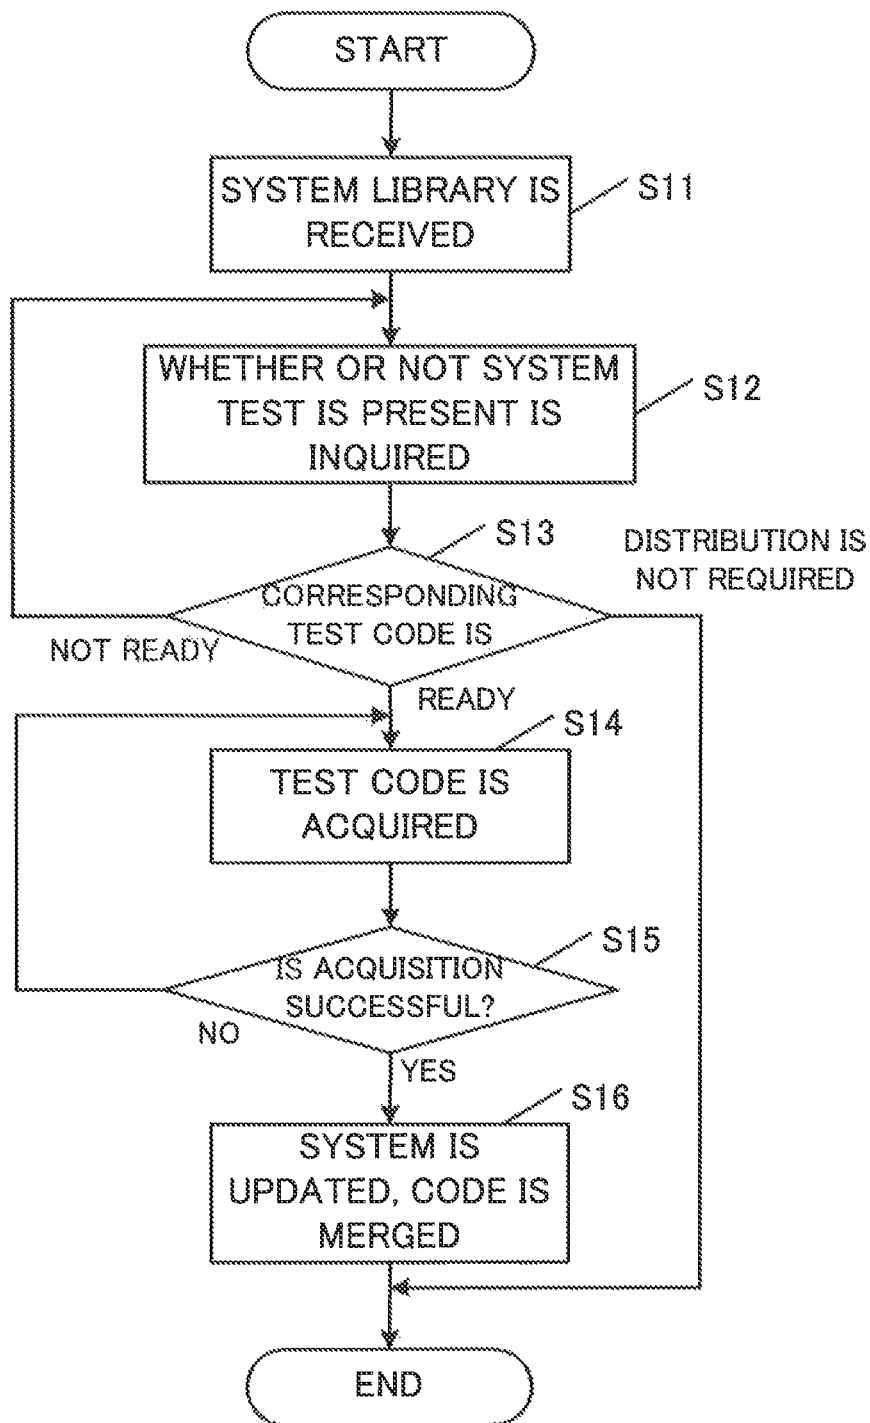 START
SYSTEM LIBRARY IS
RECEIVED
S11
WHETHER OR NOT SYSTEM
TEST IS PRESENT IS
INQUIRED
S12
S13
DISTRIBUTION IS
NOT REQUIRED
CORRESPONDING
TEST CODE IS
NOT READY
READY
S14
TEST CODE IS
ACQUIRED
S15
IS ACQUISITION
SUCCESSFUL?
NO
YES
S16
SYSTEM IS
UPDATED, CODE IS
MERGED
END